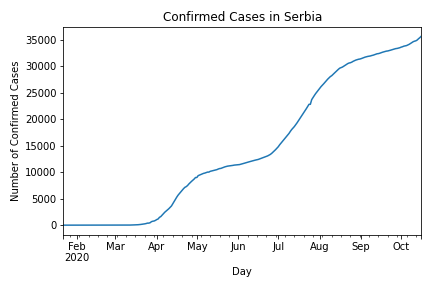 Confirmed Cases in Serbia
35000
30000
25000
20000
15000
10000
5000
0
Number of Confirmed Cases
Feb Mar Apr May Jun Jul Aug Sep Oct
2020
Day